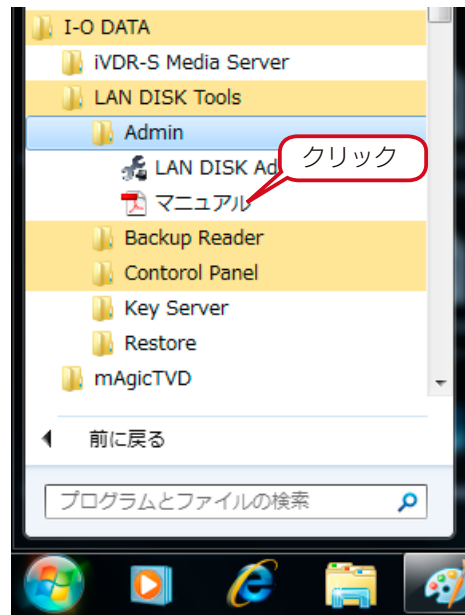 I-O DATA
iVDR-S Media Server
LAN DISK Tools
Admin
LAN DISK Ad
クリック
マニュアル
Backup Reader
Contorol Panel
Key Server
Restore
mAgicTVD
前に戻る
プログラムとファイルの検索